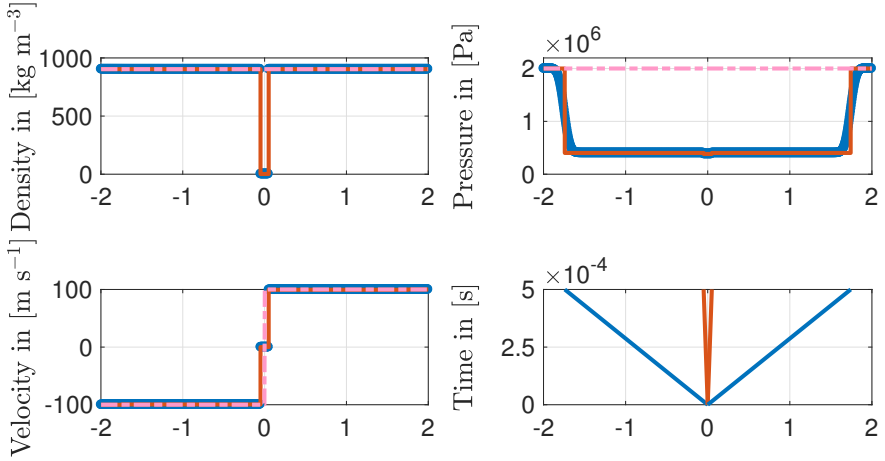 Density in [kg m⁻³]
1000
500
0
-2 -1 0 1 2
Pressure in [Pa]
×10⁶
2
1
0
-2 -1 0 1 2
Velocity in [m s⁻¹]
100
0
-100
-2 -1 0 1 2
Time in [s]
×10⁻⁴
5
2.5
0
-2 -1 0 1 2